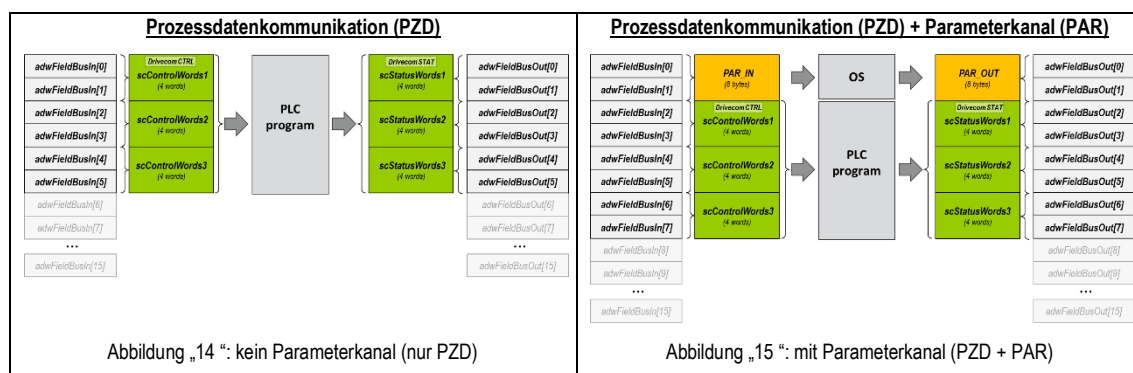 Prozessdatenkommunikation (PZD)
adwFieldBusIn[0]
adwFieldBusIn[1]
adwFieldBusIn[2]
adwFieldBusIn[3]
adwFieldBusIn[4]
adwFieldBusIn[5]
adwFieldBusIn[6]
adwFieldBusIn[7]
...
adwFieldBusIn[15]
Drivecom CTRL
scControlWords1
(4 words)
scControlWords2
(4 words)
scControlWords3
(4 words)
PLC
program
Drivecom STAT
scStatusWords1
(4 words)
scStatusWords2
(4 words)
scStatusWords3
(4 words)
adwFieldBusOut[0]
adwFieldBusOut[1]
adwFieldBusOut[2]
adwFieldBusOut[3]
adwFieldBusOut[4]
adwFieldBusOut[5]
adwFieldBusOut[6]
adwFieldBusOut[7]
...
adwFieldBusOut[15]
Abbildung „14 “: kein Parameterkanal (nur PZD)
Prozessdatenkommunikation (PZD) + Parameterkanal (PAR)
adwFieldBusIn[0]
adwFieldBusIn[1]
adwFieldBusIn[2]
adwFieldBusIn[3]
adwFieldBusIn[4]
adwFieldBusIn[5]
adwFieldBusIn[6]
adwFieldBusIn[7]
adwFieldBusIn[8]
adwFieldBusIn[9]
...
adwFieldBusIn[15]
PAR_IN
(8 bytes)
Drivecom CTRL
scControlWords1
(4 words)
scControlWords2
(4 words)
scControlWords3
(4 words)
OS
PLC
program
PAR_OUT
(8 bytes)
Drivecom STAT
scStatusWords1
(4 words)
scStatusWords2
(4 words)
scStatusWords3
(4 words)
adwFieldBusOut[0]
adwFieldBusOut[1]
adwFieldBusOut[2]
adwFieldBusOut[3]
adwFieldBusOut[4]
adwFieldBusOut[5]
adwFieldBusOut[6]
adwFieldBusOut[7]
adwFieldBusOut[8]
adwFieldBusOut[9]
...
adwFieldBusOut[15]
Abbildung „15 “: mit Parameterkanal (PZD + PAR)